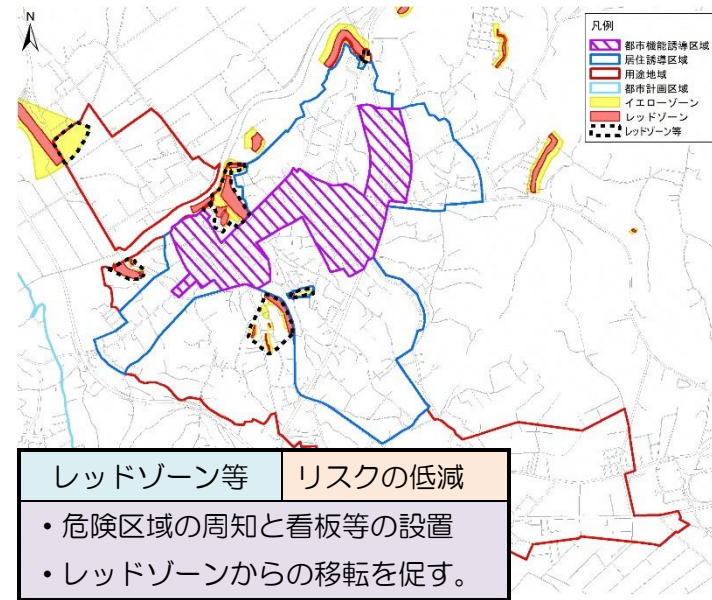 N
凡例
都市機能誘導区域
居住誘導区域
用途地域
都市計画区域
イエローゾーン
レッドゾーン
レッドゾーン等
レッドゾーン等 リスクの低減
・危険区域の周知と看板等の設置
・レッドゾーンからの移転を促す。